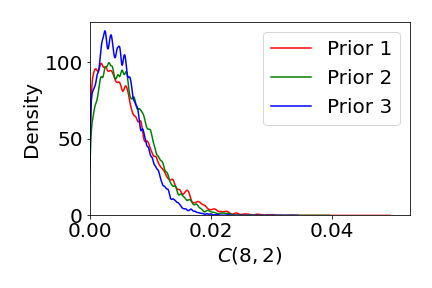 Prior 1
Prior 2
Prior 3
Density
100
50
0
0.00
0.02
0.04
C(8, 2)